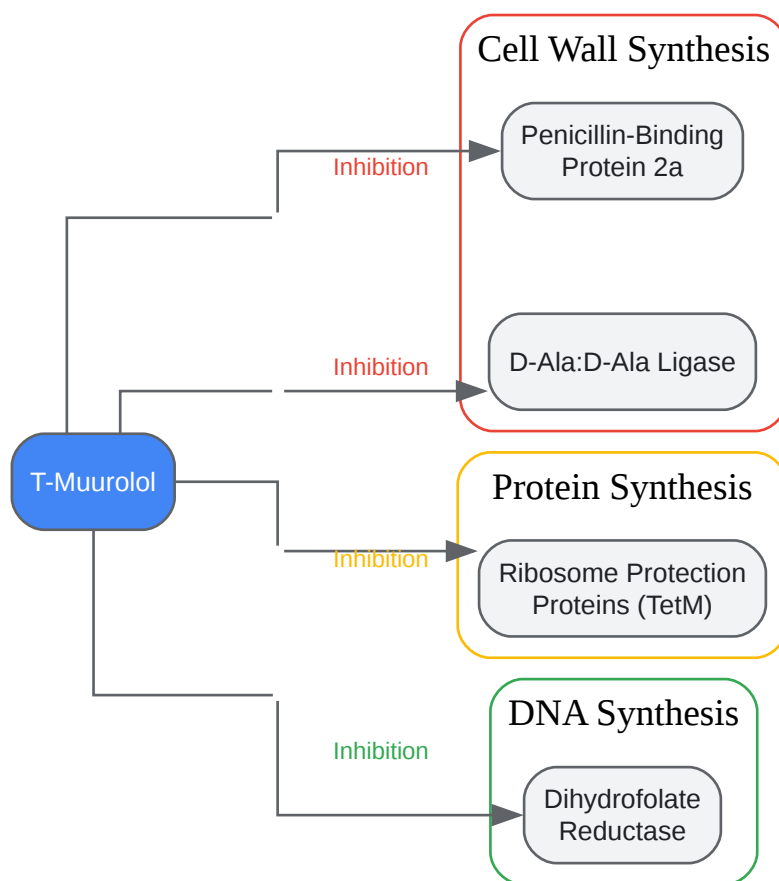 Cell Wall Synthesis
Penicillin-Binding
Protein 2a
Inhibition
Inhibition
D-Ala:D-Ala Ligase
T-Muurolol
Protein Synthesis
Inhibition
Ribosome Protection
Proteins (TetM)
DNA Synthesis
Inhibition
Dihydrofolate
Reductase